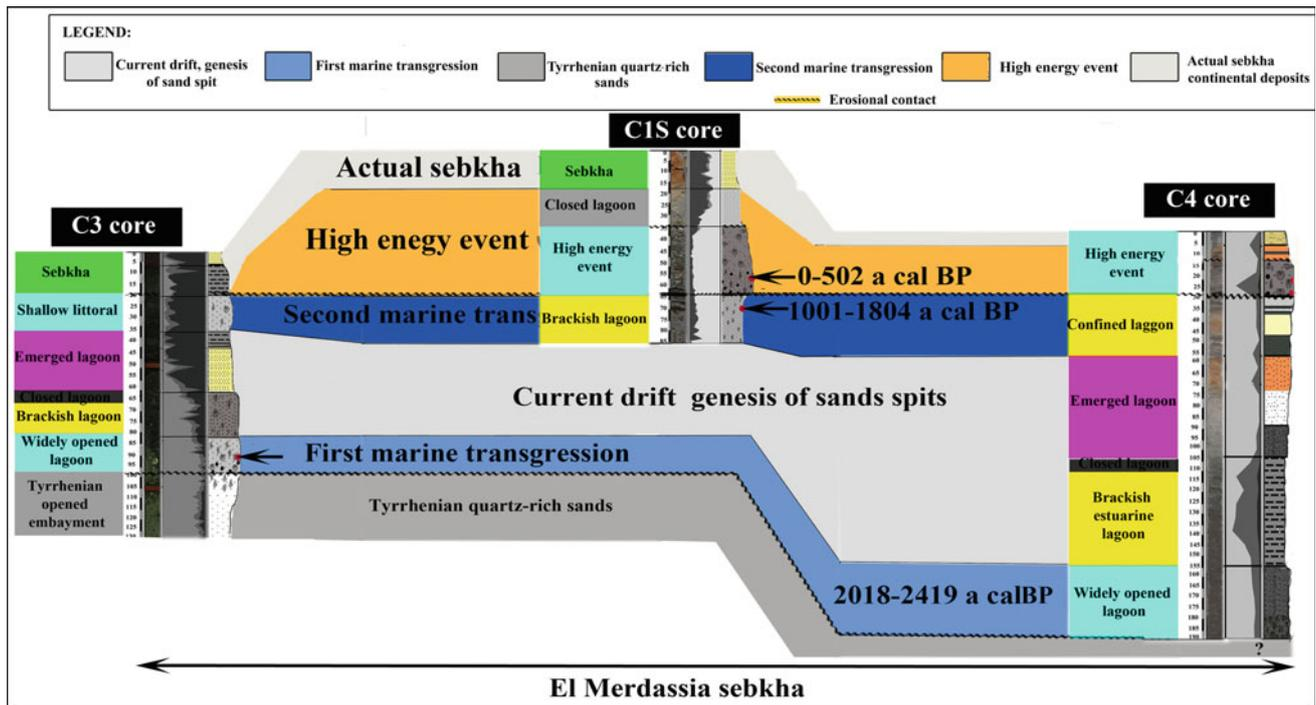 LEGEND:
Current drift, genesis
of sand spit
First marine transgression
Tyrrhenian quartz-rich
sands
Second marine transgression
High energy event
Actual sebkha
continental deposits
Erosional contact
C1S core
C3 core
C4 core
Actual sebkha
High enegy event
Second marine trans
Current drift  genesis of sands spits
First marine transgression
Tyrrhenian quartz-rich sands
0-502 a cal BP
1001-1804 a cal BP
2018-2419 a calBP
Sebkha
Shallow littoral
Emerged lagoon
Closed lagoon
Brackish lagoon
Widely opened
lagoon
Tyrrhenian
opened
embayment
Sebkha
Closed lagoon
High energy
event
Brackish lagoon
High energy
event
Confined laggon
Emerged lagoon
Closed lagoon
Brackish
estuarine
lagoon
Widely opened
lagoon
?
El Merdassia sebkha